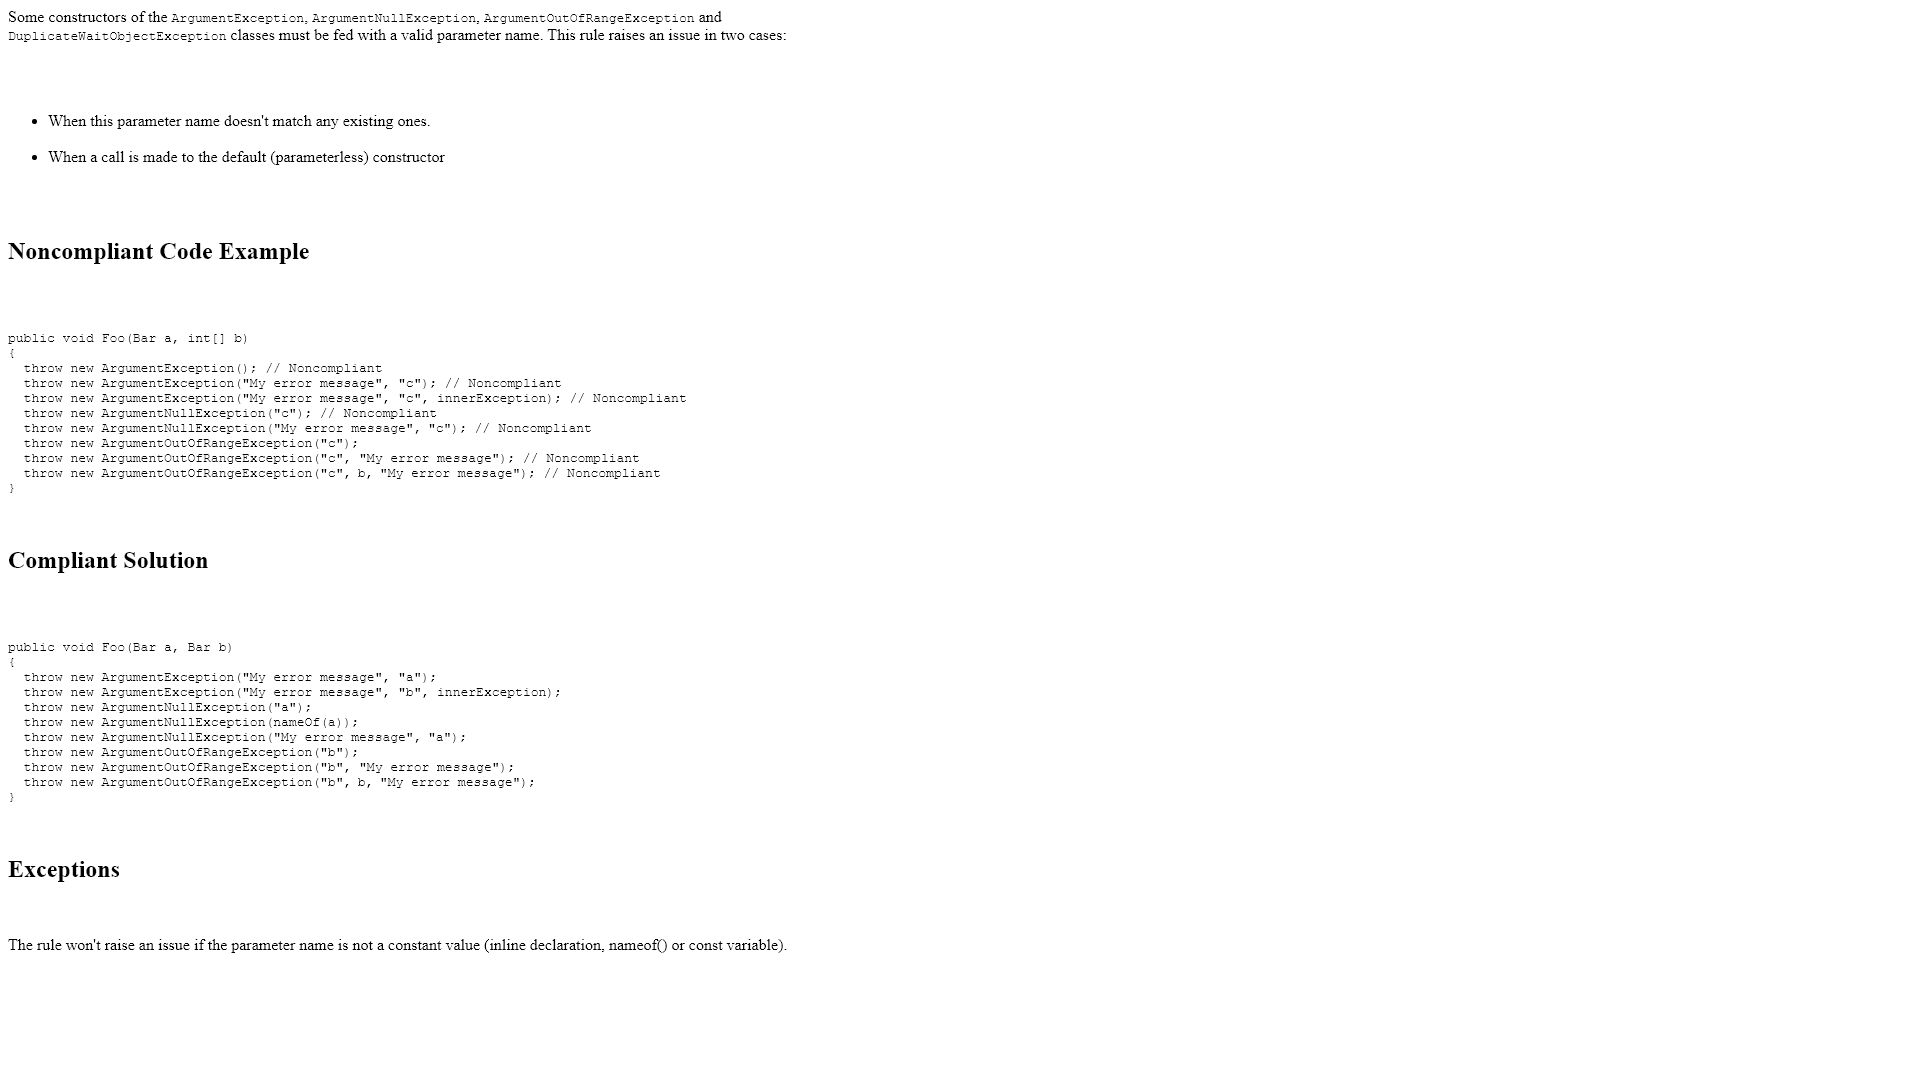 Some constructors of the ArgumentException, ArgumentNullException, ArgumentOutOfRangeException and
DuplicateWaitObjectException classes must be fed with a valid parameter name. This rule raises an issue in two cases:
• When this parameter name doesn't match any existing ones.
• When a call is made to the default (parameterless) constructor
Noncompliant Code Example
public void Foo(Bar a, int[] b)
{
  throw new ArgumentException(); // Noncompliant
  throw new ArgumentException("My error message", "c"); // Noncompliant
  throw new ArgumentException("My error message", "c", innerException); // Noncompliant
  throw new ArgumentNullException("c"); // Noncompliant
  throw new ArgumentNullException("My error message", "c"); // Noncompliant
  throw new ArgumentOutOfRangeException("c");
  throw new ArgumentOutOfRangeException("c", "My error message"); // Noncompliant
  throw new ArgumentOutOfRangeException("c", b, "My error message"); // Noncompliant
}
Compliant Solution
public void Foo(Bar a, Bar b)
{
  throw new ArgumentException("My error message", "a");
  throw new ArgumentException("My error message", "b", innerException);
  throw new ArgumentNullException("a");
  throw new ArgumentNullException(nameOf(a));
  throw new ArgumentNullException("My error message", "a");
  throw new ArgumentOutOfRangeException("b");
  throw new ArgumentOutOfRangeException("b", "My error message");
  throw new ArgumentOutOfRangeException("b", b, "My error message");
}
Exceptions
The rule won't raise an issue if the parameter name is not a constant value (inline declaration, nameof() or const variable).